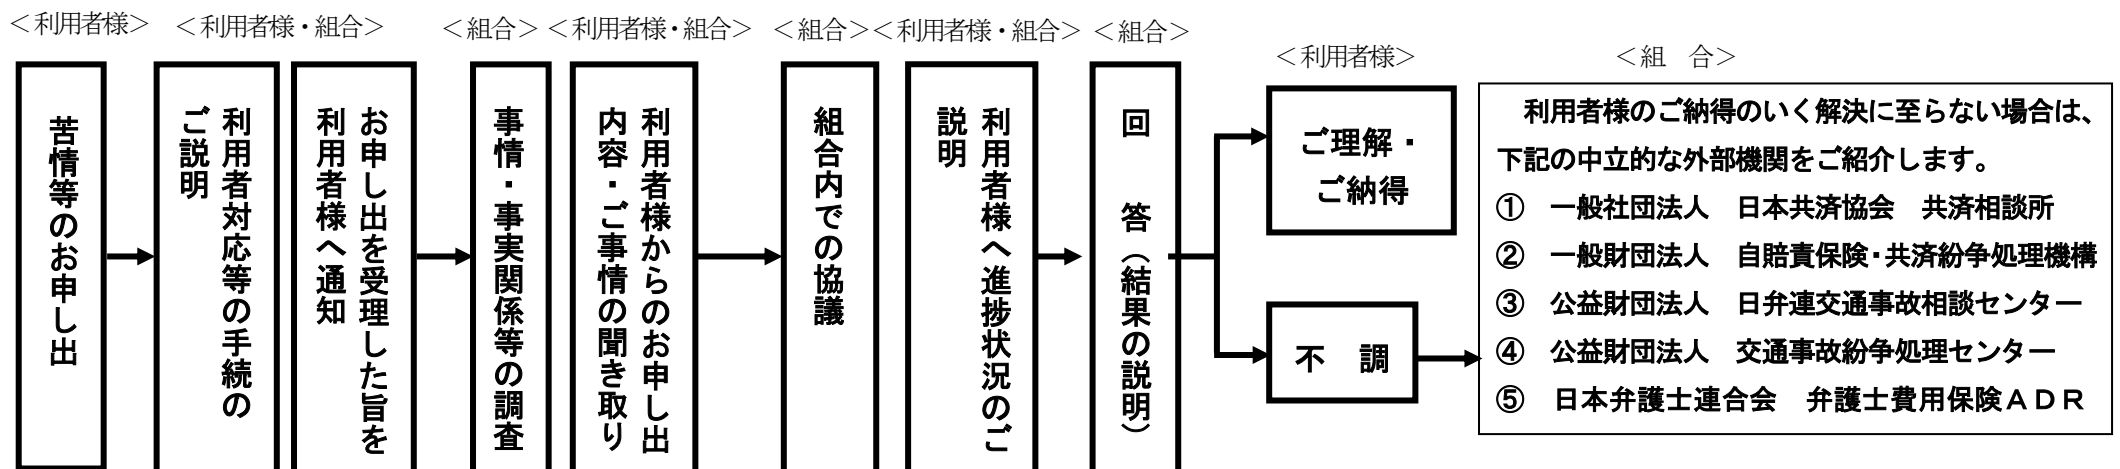 ＜利用者様＞
＜利用者様・組合＞
＜組合＞
＜利用者様・組合＞
＜組合＞
＜利用者様・組合＞
＜組合＞
＜利用者様＞
＜組　合＞
苦情等のお申し出
利用者対応等の手続の
ご説明
お申し出を受理した旨を
利用者様へ通知
事情・事実関係等の調査
利用者様からのお申し出
内容・ご事情の聞き取り
組合内での協議
利用者様へ進捗状況のご
説明
回　答（結果の説明）
ご理解・
ご納得
不　調
利用者様のご納得のいく解決に至らない場合は、
下記の中立的な外部機関をご紹介します。
①　一般社団法人　日本共済協会　共済相談所
②　一般財団法人　自賠責保険・共済紛争処理機構
③　公益財団法人　日弁連交通事故相談センター
④　公益財団法人　交通事故紛争処理センター
⑤　日本弁護士連合会　弁護士費用保険ＡＤＲ